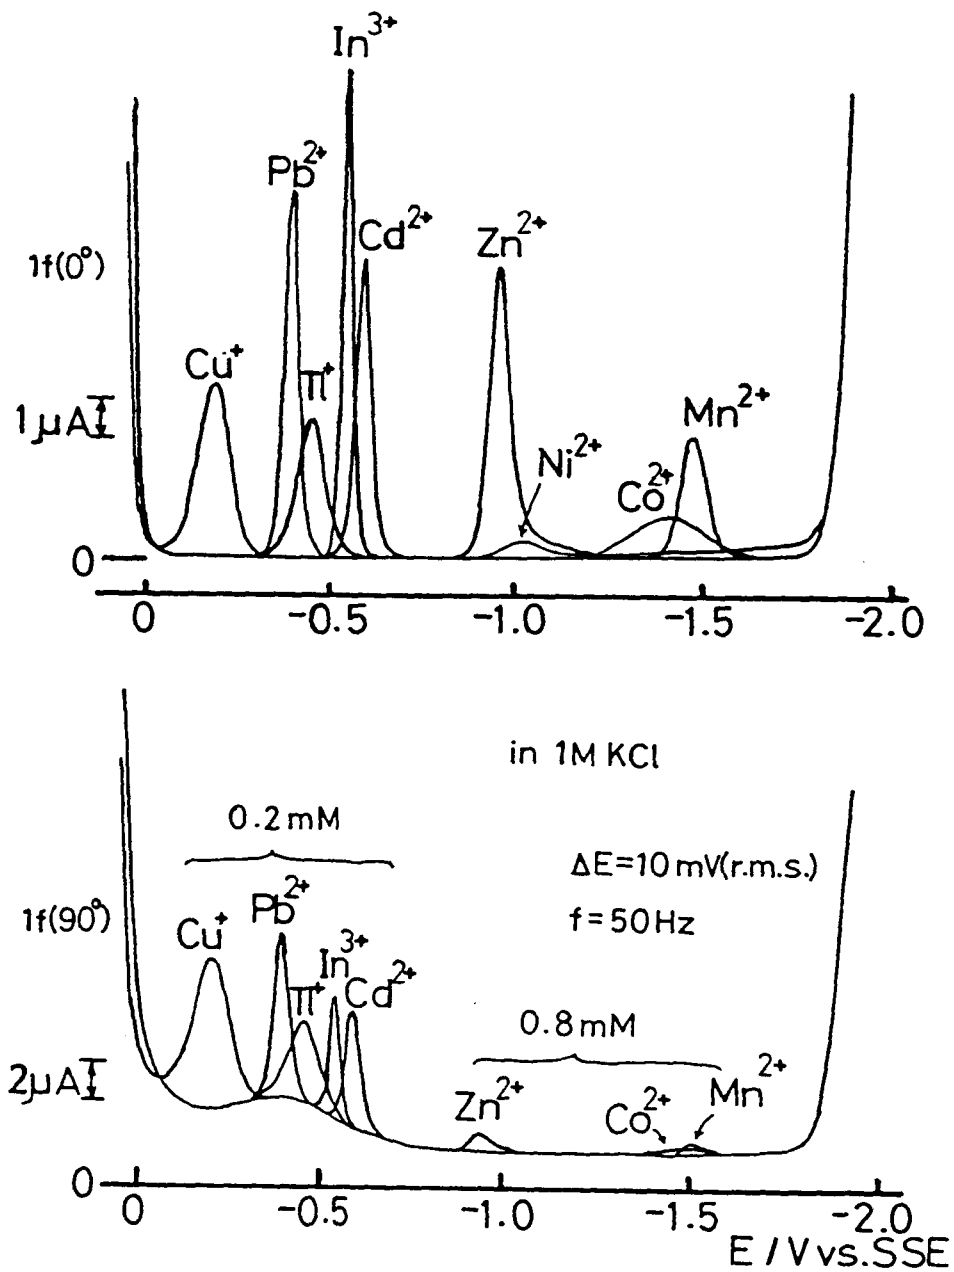 In³⁺
Pb²⁺
Cd²⁺
Zn²⁺
1f(0°)
Cu⁺
Tl⁺
Mn²⁺
1μA
Ni²⁺
Co²⁺
0
0 -0.5 -1.0 -1.5 -2.0
in 1M KCl
0.2mM
ΔE=10mV(r.m.s.)
1f(90°)
f=50Hz
Pb²⁺
Cu⁺
In³⁺
Tl⁺
Cd²⁺
0.8mM
2μA
Zn²⁺
Co²⁺
Mn²⁺
0
0 -0.5 -1.0 -1.5 -2.0
E/V vs.SSE